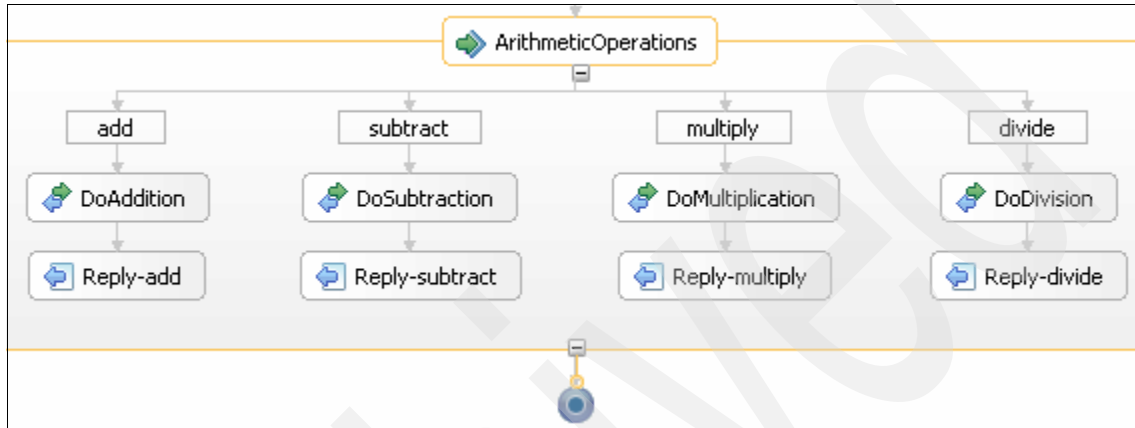 ArithmeticOperations
add subtract multiply divide
DoAddition DoSubtraction DoMultiplication DoDivision
Reply-add Reply-subtract Reply-multiply Reply-divide